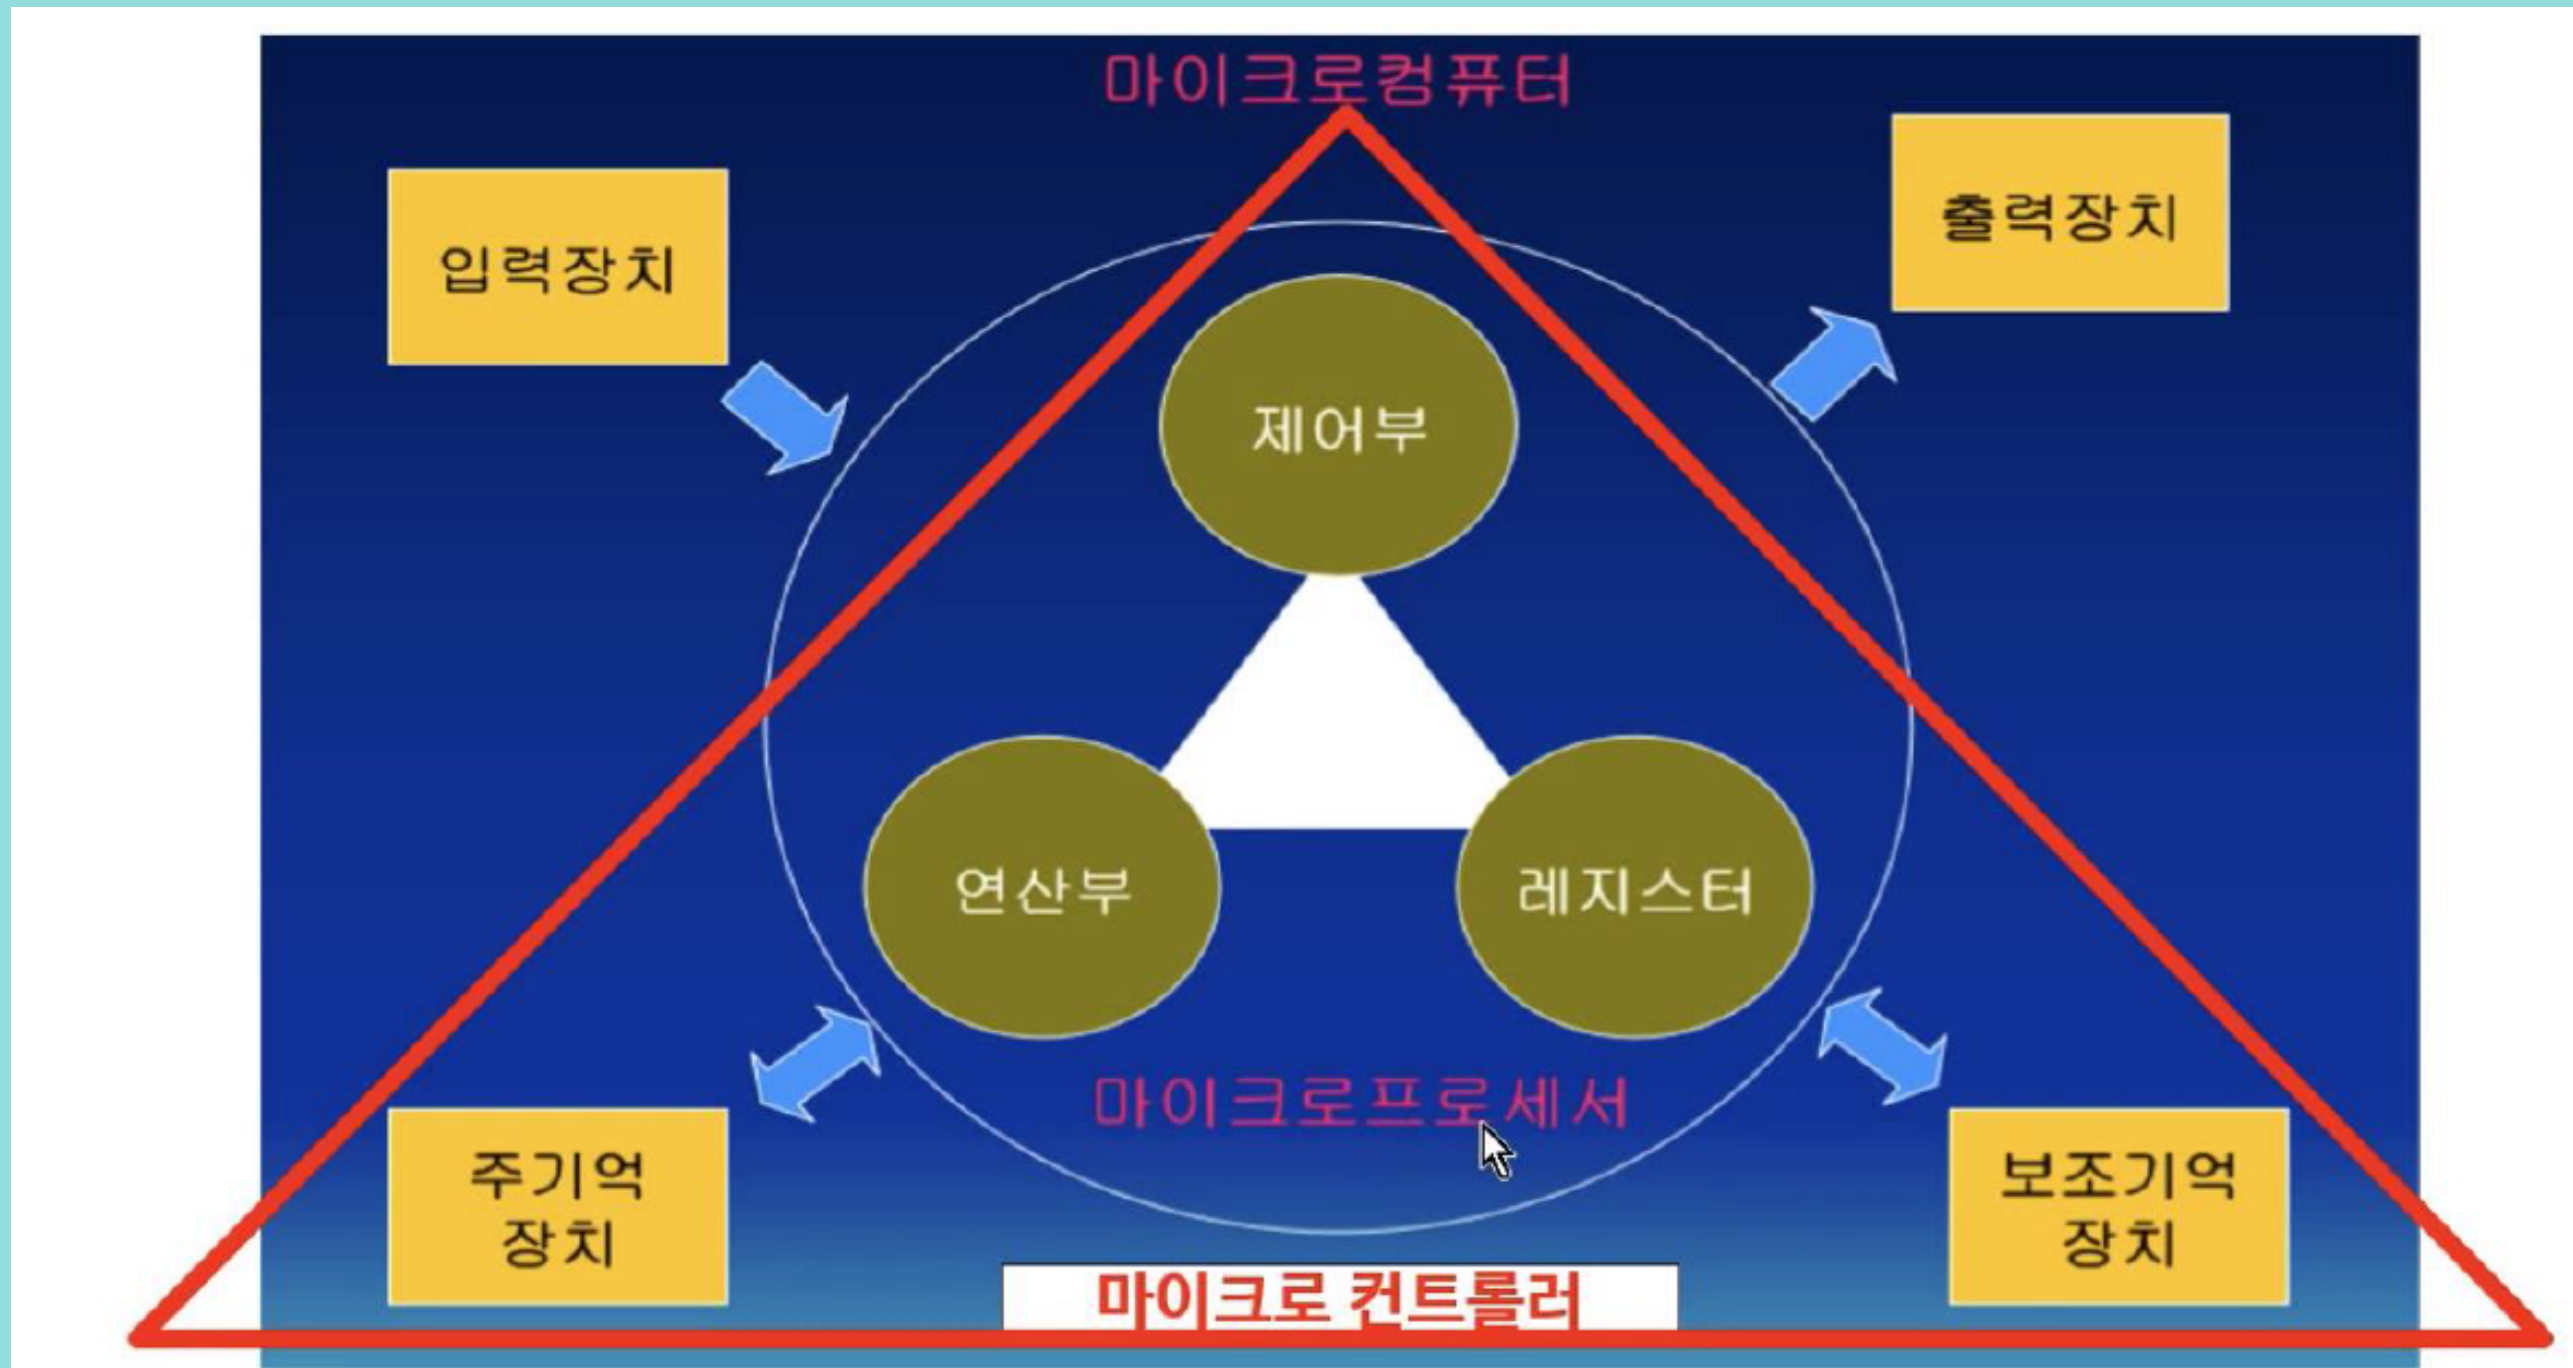 마이크로컴퓨터
입력장치
출력장치
제어부
연산부
레지스터
마이크로프로세서
주기억
장치
보조기억
장치
마이크로 컨트롤러